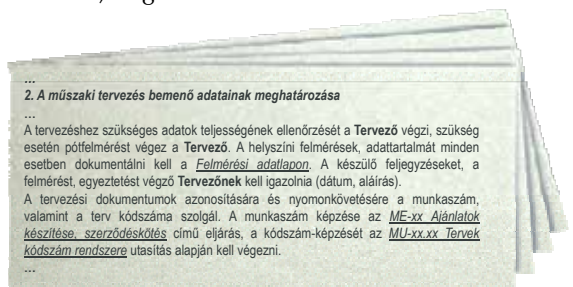 ...
2. A műszaki tervezés bemenő adatainak meghatározása
...
A tervezéshez szükséges adatok teljességének ellenőrzését a Tervező végzi, szükség
esetén pótfelmérést végez a Tervező. A helyszíni felmérések, adattartalmát minden
esetben dokumentálni kell a Felmérési adatlapon. A készülő feljegyzéseket, a
felmérést, egyeztetést végző Tervezőnek kell igazolnia (dátum, aláírás).
A tervezési dokumentumok azonosítására és nyomonkövetésére a munkaszám,
valamint a terv kódszáma szolgál. A munkaszám képzése az ME-xx Ajánlatok
készítése, szerződéskötés című eljárás, a kódszám-képzését az MU-xx.xx Tervek
kódszám rendszere utasítás alapján kell végezni.
...